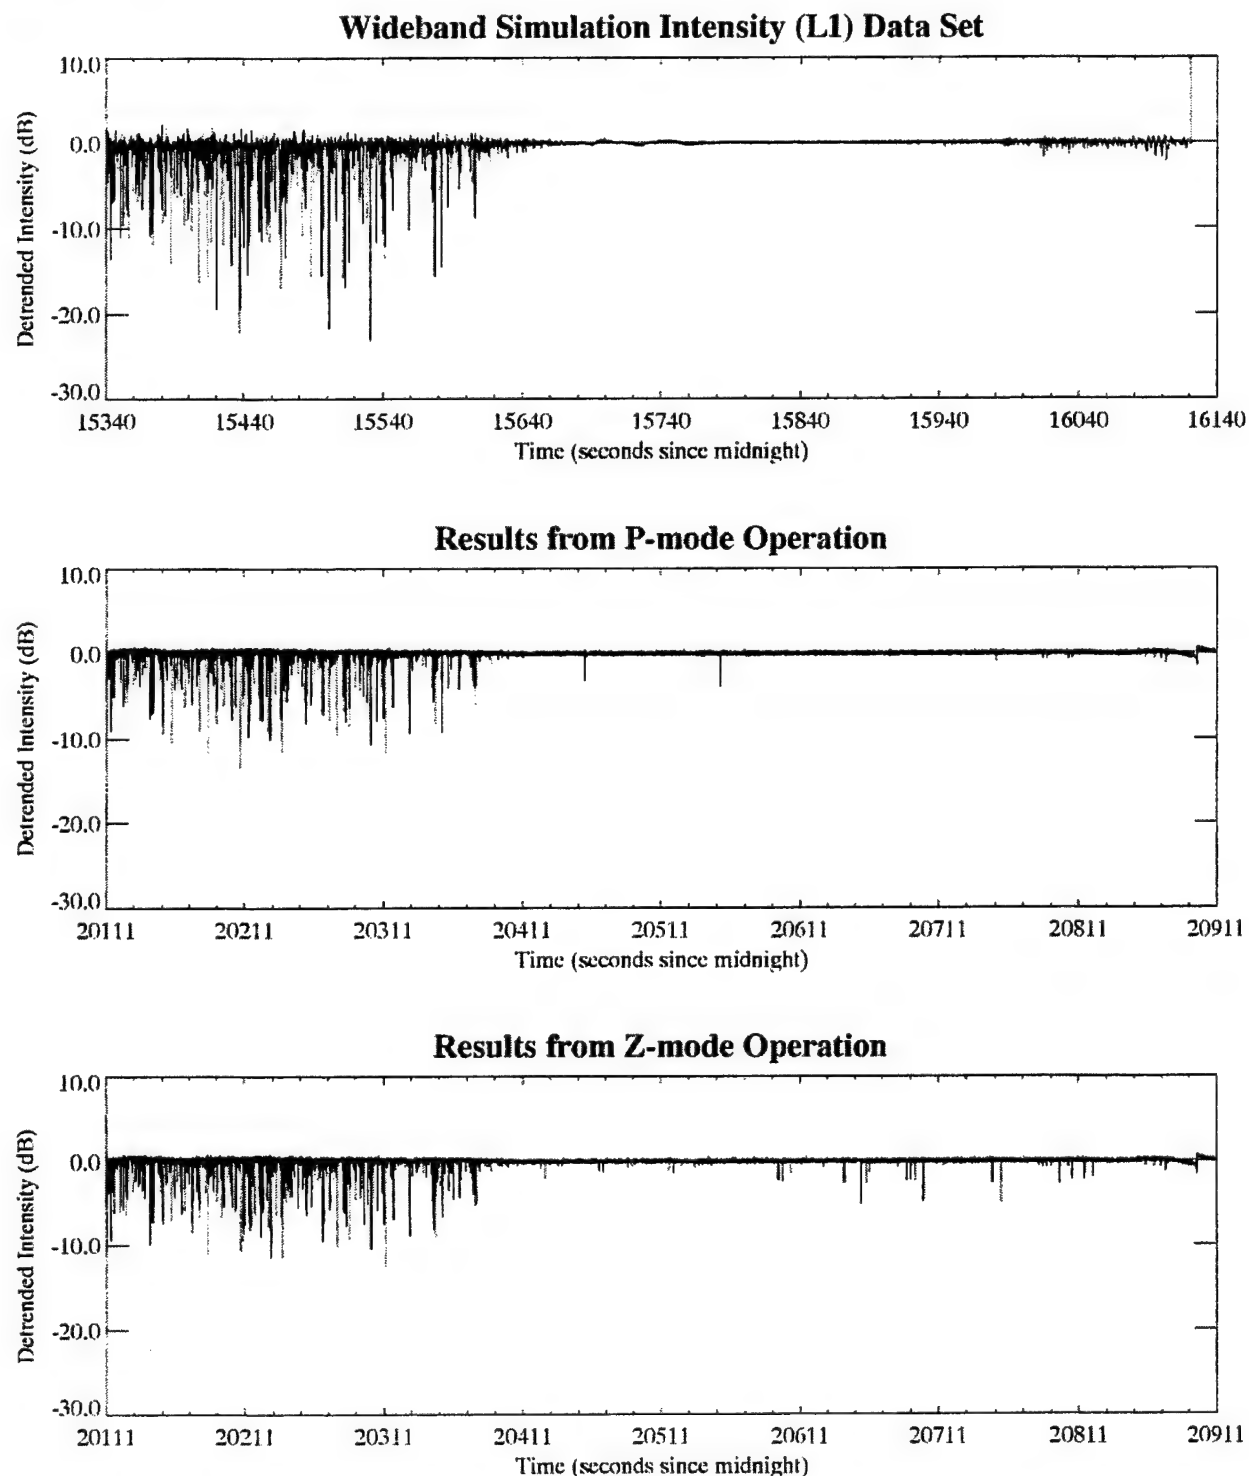 Wideband Simulation Intensity (L1) Data Set
Detrended Intensity (dB)
10.0
0.0
-10.0
-20.0
-30.0
15340 15440 15540 15640 15740 15840 15940 16040 16140
Time (seconds since midnight)
Results from P-mode Operation
Detrended Intensity (dB)
10.0
0.0
-10.0
-20.0
-30.0
20111 20211 20311 20411 20511 20611 20711 20811 20911
Time (seconds since midnight)
Results from Z-mode Operation
Detrended Intensity (dB)
10.0
0.0
-10.0
-20.0
-30.0
20111 20211 20311 20411 20511 20611 20711 20811 20911
Time (seconds since midnight)